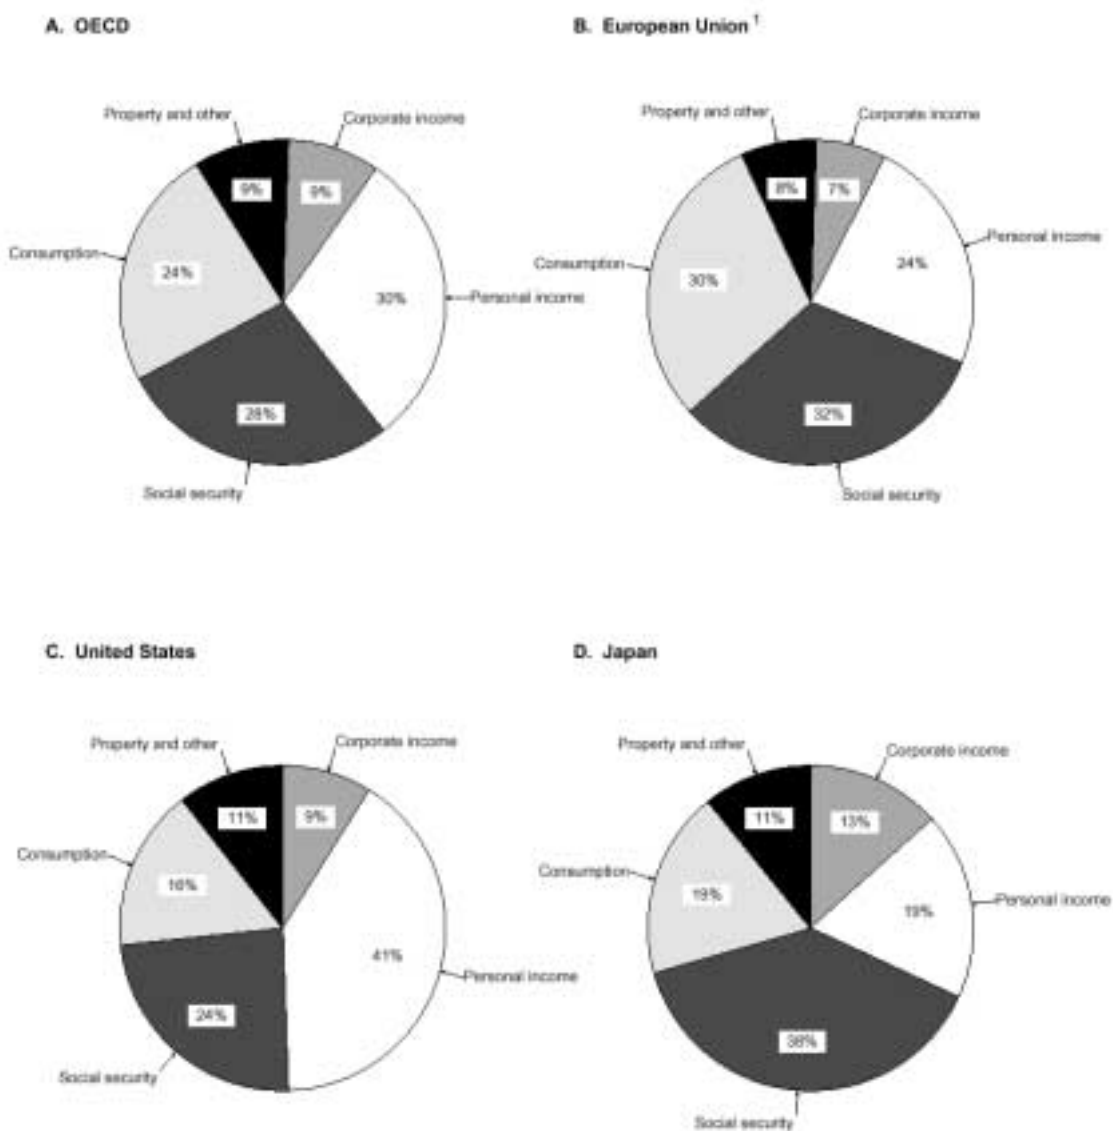 A. OECD
Property and other
Corporate income
9%
9%
Consumption
24%
30%
Personal income
28%
Social security
B. European Union 1
Property and other
Corporate income
8%
7%
Personal income
Consumption
30%
24%
32%
Social security
C. United States
Property and other
Corporate income
11%
9%
Consumption
16%
41%
Personal income
24%
Social security
D. Japan
Property and other
Corporate income
11%
13%
Consumption
19%
19%
Personal income
38%
Social security